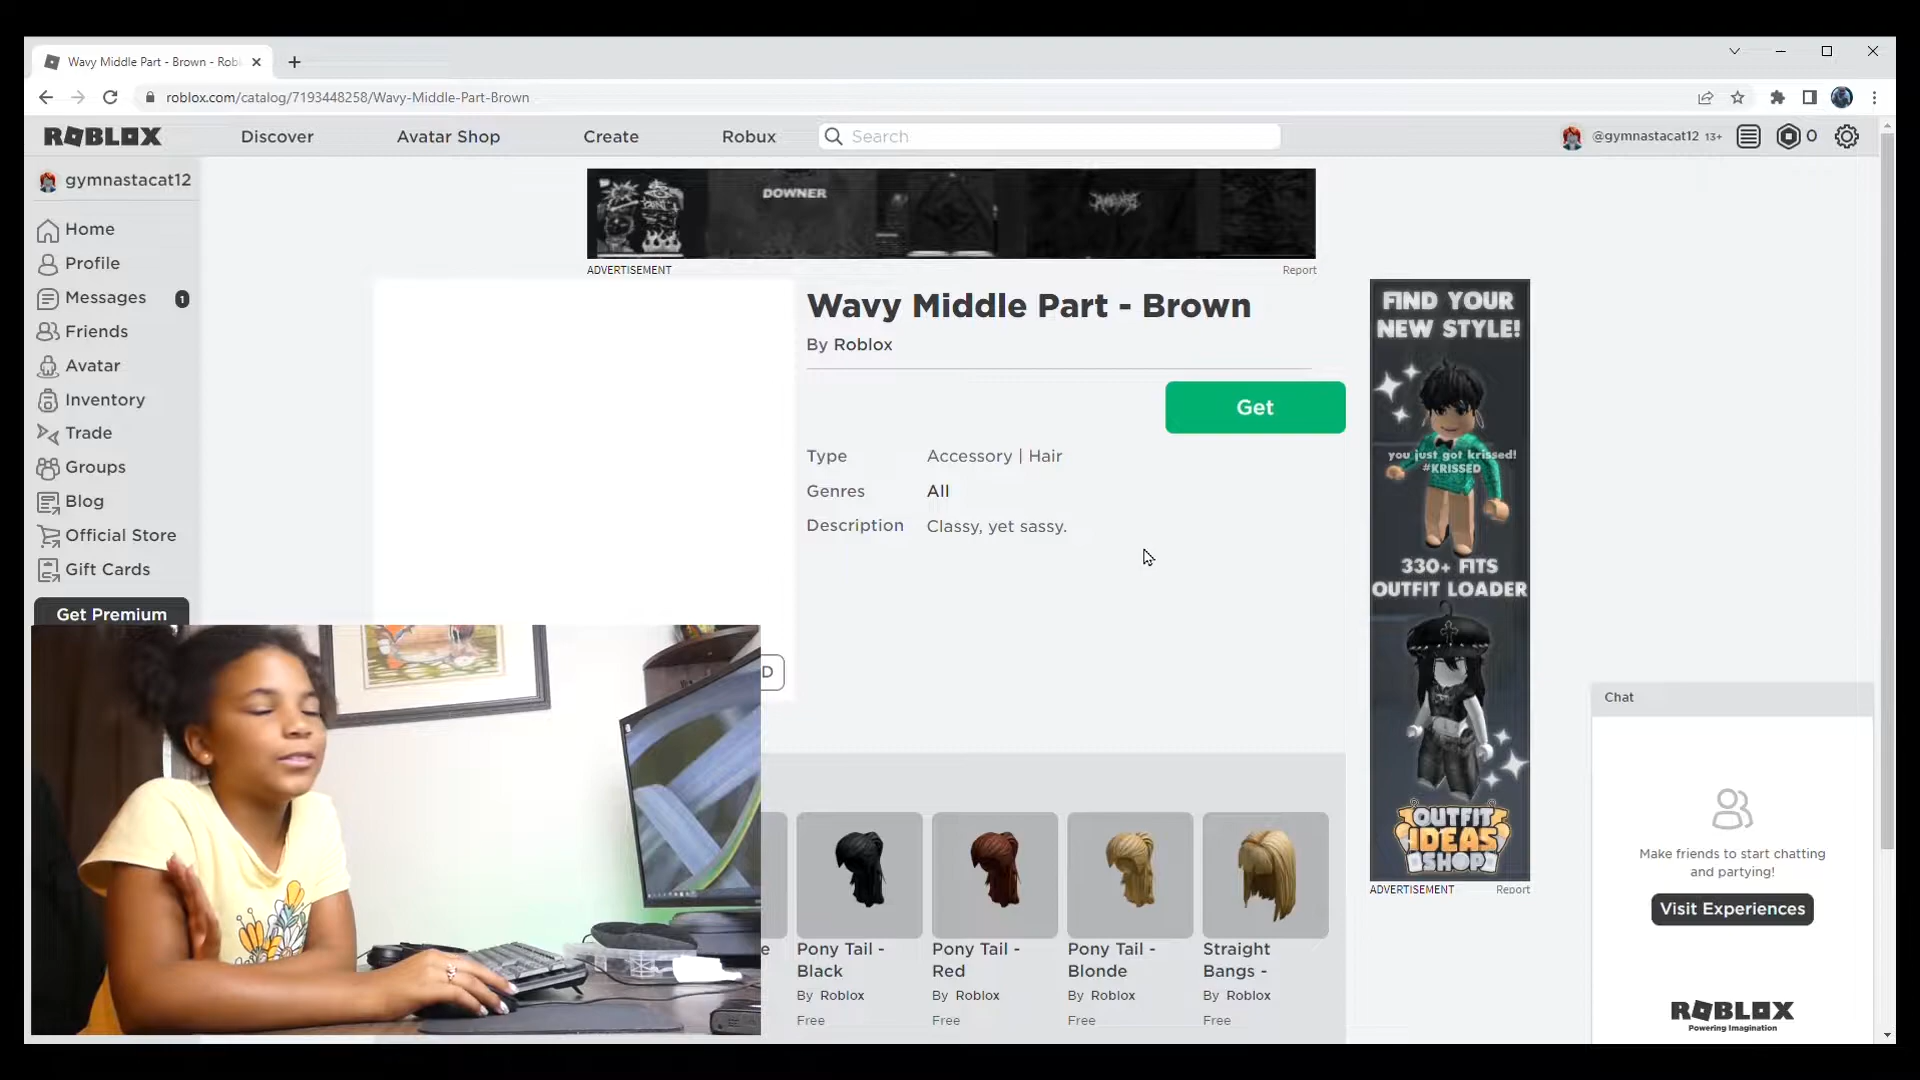 Wavy Middle Part - Brown - Robl
roblox.com/catalog/7193448258/Wavy-Middle-Part-Brown
ROBLOX
Discover
Avatar Shop
Create
Robux
Search
@gymnastacat12 13+
0
gymnastacat12
Home
Profile
Messages 1
Friends
Avatar
Inventory
Trade
Groups
Blog
Official Store
Gift Cards
Get Premium
DOWNER
ADVERTISEMENT
Report
Wavy Middle Part - Brown
By Roblox
Get
Type Accessory | Hair
Genres All
Description Classy, yet sassy.
FIND YOUR
NEW STYLE!
you just got krissed!
#KRISSED
330+ FITS
OUTFIT LOADER
OUTFIT
IDEAS
SHOP
ADVERTISEMENT
Report
D
e
Pony Tail -
Black
By Roblox
Free
Pony Tail -
Red
By Roblox
Free
Pony Tail -
Blonde
By Roblox
Free
Straight
Bangs -
By Roblox
Free
Chat
Make friends to start chatting
and partying!
Visit Experiences
ROBLOX
Powering Imagination